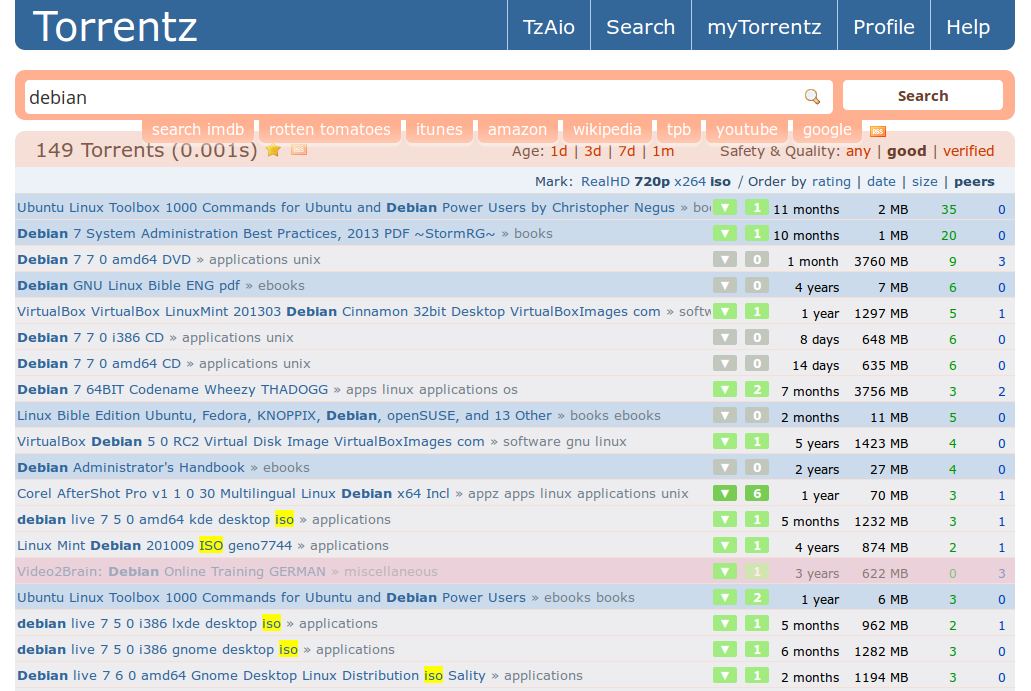 Torrentz TzAio Search myTorrentz Profile Help
debian Search
search imdb rotten tomatoes itunes amazon wikipedia tpb youtube google RSS
149 Torrents (0.001s) Age: 1d | 3d | 7d | 1m Safety & Quality: any | good | verified
Mark: RealHD 720p x264 iso / Order by rating | date | size | peers
Ubuntu Linux Toolbox 1000 Commands for Ubuntu and Debian Power Users by Christopher Negus » boo 1 11 months 2 MB 35 0
Debian 7 System Administration Best Practices, 2013 PDF ~StormRG~ » books 1 10 months 1 MB 20 0
Debian 7 7 0 amd64 DVD » applications unix 0 1 month 3760 MB 9 3
Debian GNU Linux Bible ENG pdf » ebooks 0 4 years 7 MB 6 0
VirtualBox VirtualBox LinuxMint 201303 Debian Cinnamon 32bit Desktop VirtualBoxImages com » softw 1 1 year 1297 MB 5 1
Debian 7 7 0 i386 CD » applications unix 0 8 days 648 MB 6 0
Debian 7 7 0 amd64 CD » applications unix 0 14 days 635 MB 6 0
Debian 7 64BIT Codename Wheezy THADOGG » apps linux applications os 2 7 months 3756 MB 3 2
Linux Bible Edition Ubuntu, Fedora, KNOPPIX, Debian, openSUSE, and 13 Other » books ebooks 0 2 months 11 MB 5 0
VirtualBox Debian 5 0 RC2 Virtual Disk Image VirtualBoxImages com » software gnu linux 1 5 years 1423 MB 4 0
Debian Administrator's Handbook » ebooks 0 2 years 27 MB 4 0
Corel AfterShot Pro v1 1 0 30 Multilingual Linux Debian x64 Incl » appz apps linux applications unix 6 1 year 70 MB 3 1
debian live 7 5 0 amd64 kde desktop iso » applications 1 5 months 1232 MB 3 1
Linux Mint Debian 201009 ISO geno7744 » applications 1 4 years 874 MB 2 1
Video2Brain: Debian Online Training GERMAN » miscellaneous 1 3 years 622 MB 0 3
Ubuntu Linux Toolbox 1000 Commands for Ubuntu and Debian Power Users » ebooks books 2 1 year 6 MB 3 0
debian live 7 5 0 i386 lxde desktop iso » applications 1 5 months 962 MB 2 1
debian live 7 5 0 i386 gnome desktop iso » applications 1 6 months 1282 MB 3 0
Debian live 7 6 0 amd64 Gnome Desktop Linux Distribution iso Sality » applications 1 2 months 1194 MB 3 0